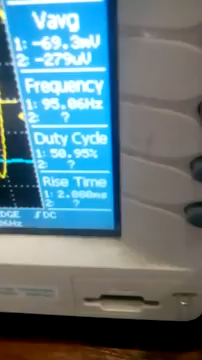 Vavg
1: -69.3mV
2: -279uV
Frequency
1: 95.06Hz
2: ?
Duty Cycle
1: 50.95%
2: ?
Rise Time
1: 2.000ms
2: ?
EDGE ʃ DC